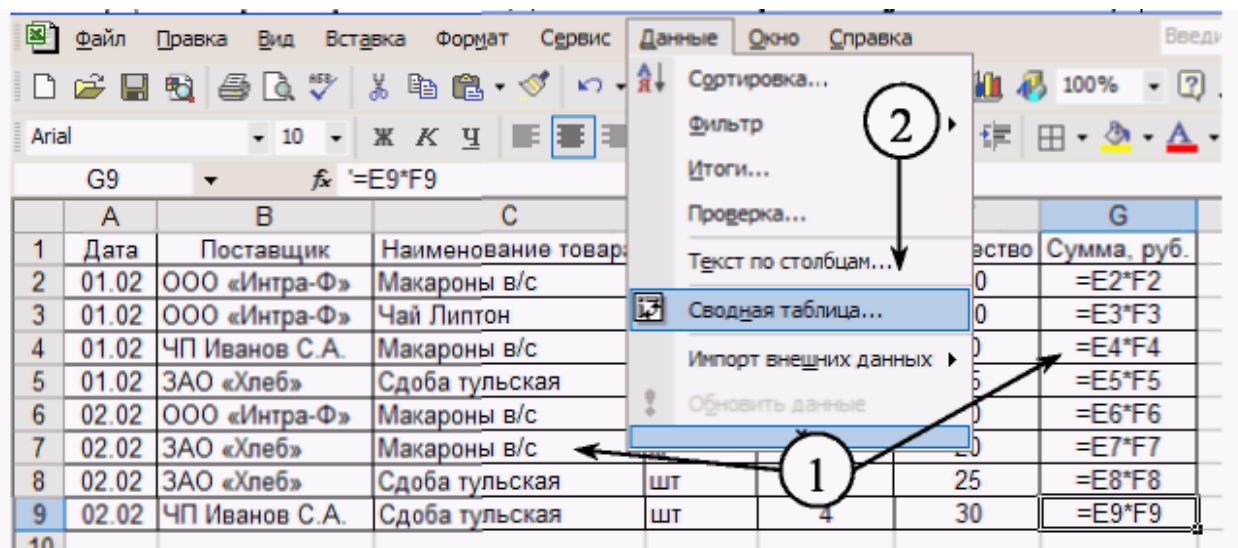 Файл Правка Вид Вставка Формат Сервис Данные Окно Справка Введи
100%
Arial 10 Ж К Ч
G9 fx '=E9*F9
Сортировка...
Фильтр
Итоги...
Проверка...
Текст по столбцам...
Сводная таблица...
Импорт внешних данных
Обновить данные
2
1
A B C G
1 Дата Поставщик Наименование товара ество Сумма, руб.
2 01.02 ООО «Интра-Ф» Макароны в/с 0 =E2*F2
3 01.02 ООО «Интра-Ф» Чай Липтон 0 =E3*F3
4 01.02 ЧП Иванов С.А. Макароны в/с =E4*F4
5 01.02 ЗАО «Хлеб» Сдоба тульская =E5*F5
6 02.02 ООО «Интра-Ф» Макароны в/с =E6*F6
7 02.02 ЗАО «Хлеб» Макароны в/с 20 =E7*F7
8 02.02 ЗАО «Хлеб» Сдоба тульская шт 25 =E8*F8
9 02.02 ЧП Иванов С.А. Сдоба тульская шт 4 30 =E9*F9
10